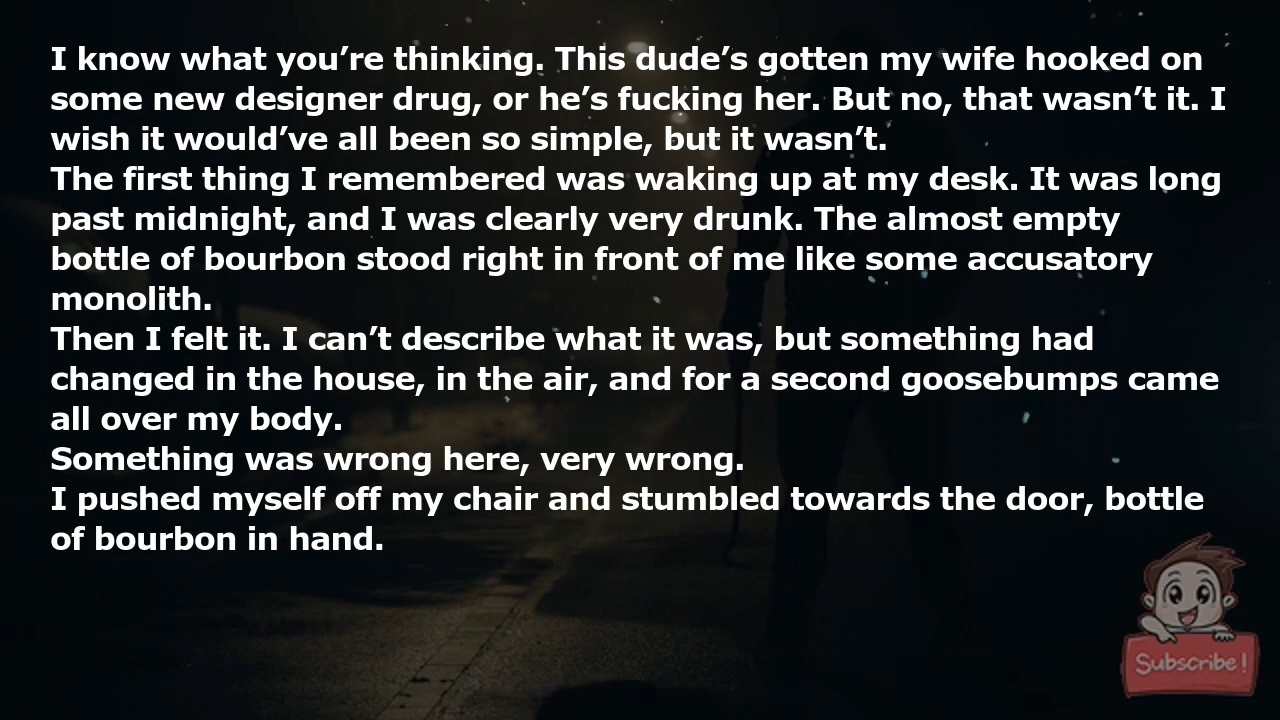 I know what you’re thinking. This dude’s gotten my wife hooked on
some new designer drug, or he’s fucking her. But no, that wasn’t it. I
wish it would’ve all been so simple, but it wasn’t.
The first thing I remembered was waking up at my desk. It was long
past midnight, and I was clearly very drunk. The almost empty
bottle of bourbon stood right in front of me like some accusatory
monolith.
Then I felt it. I can’t describe what it was, but something had
changed in the house, in the air, and for a second goosebumps came
all over my body.
Something was wrong here, very wrong.
I pushed myself off my chair and stumbled towards the door, bottle
of bourbon in hand.
Subscribe!